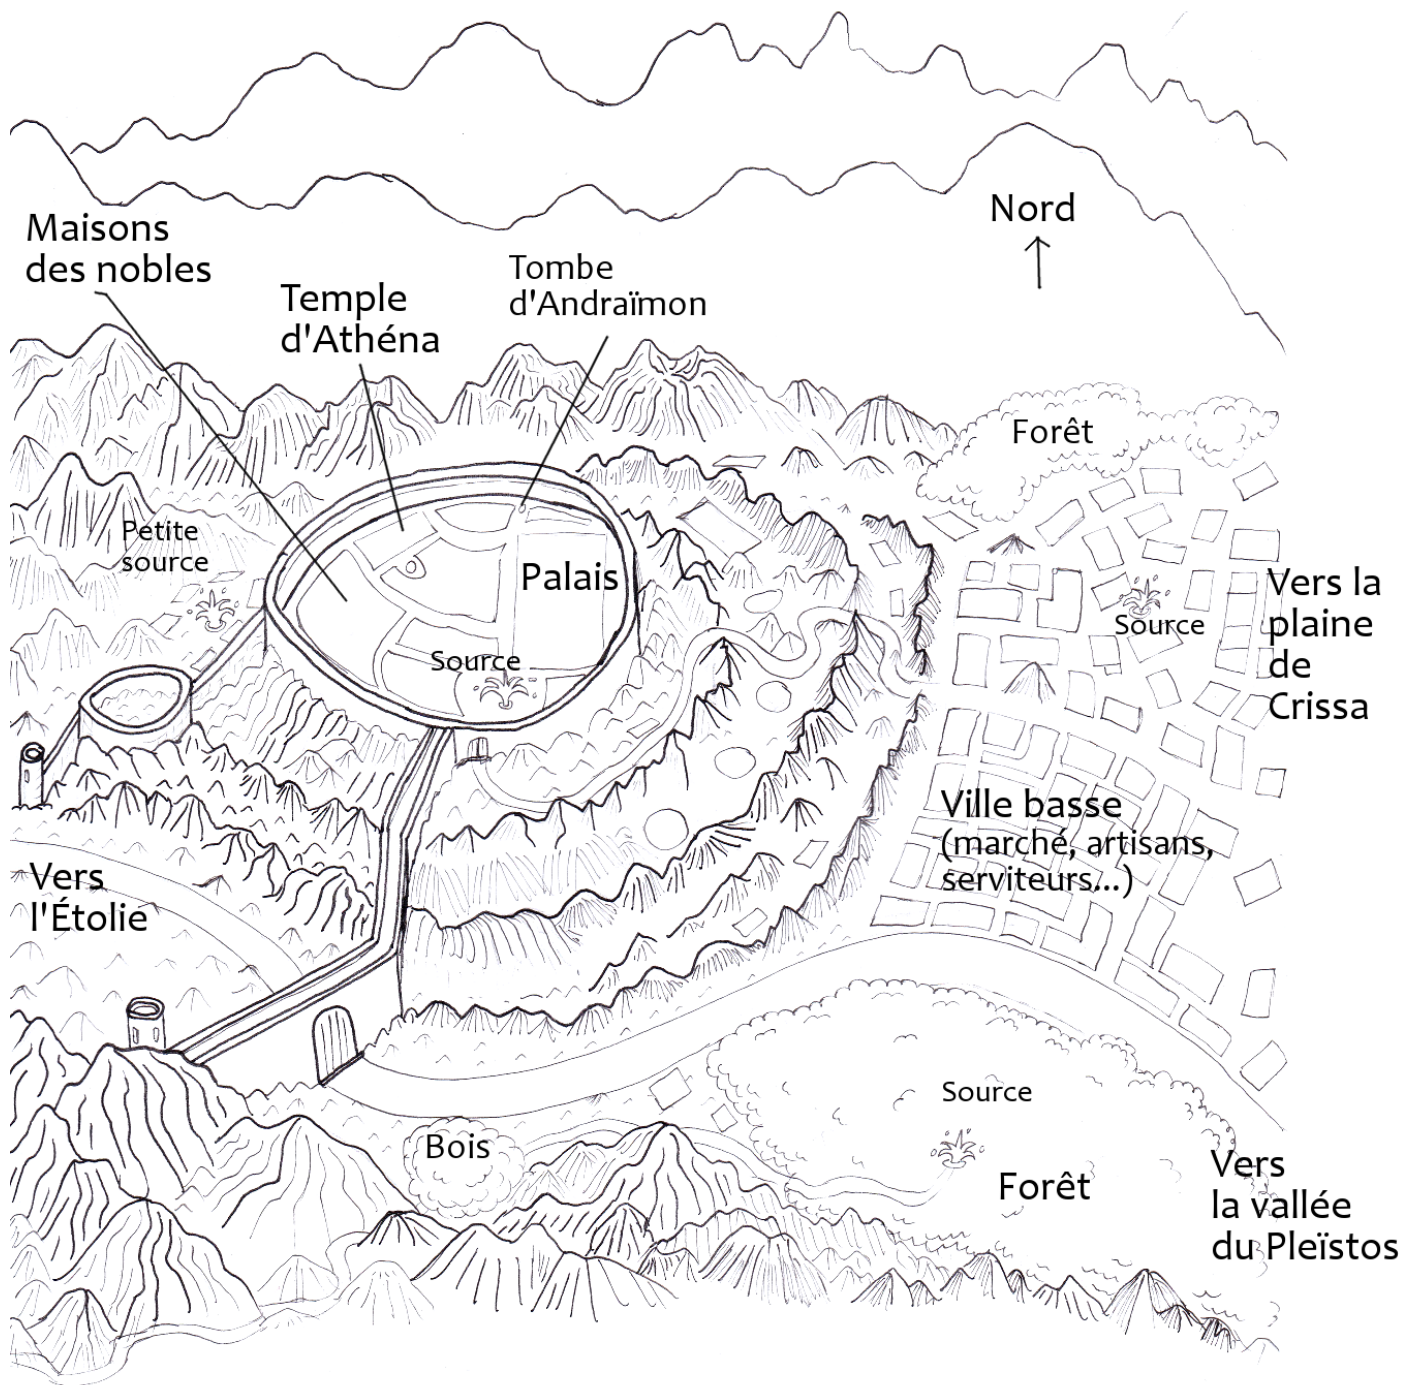 Nord
Maisons
des nobles
Temple
d'Athéna
Tombe
d'Andraïmon
Forêt
Petite
source
Palais
Source
Source
Vers la
plaine
de
Crissa
Ville basse
(marché, artisans,
serviteurs...)
Vers
l'Étolie
Source
Bois
Forêt
Vers
la vallée
du Pleïstos